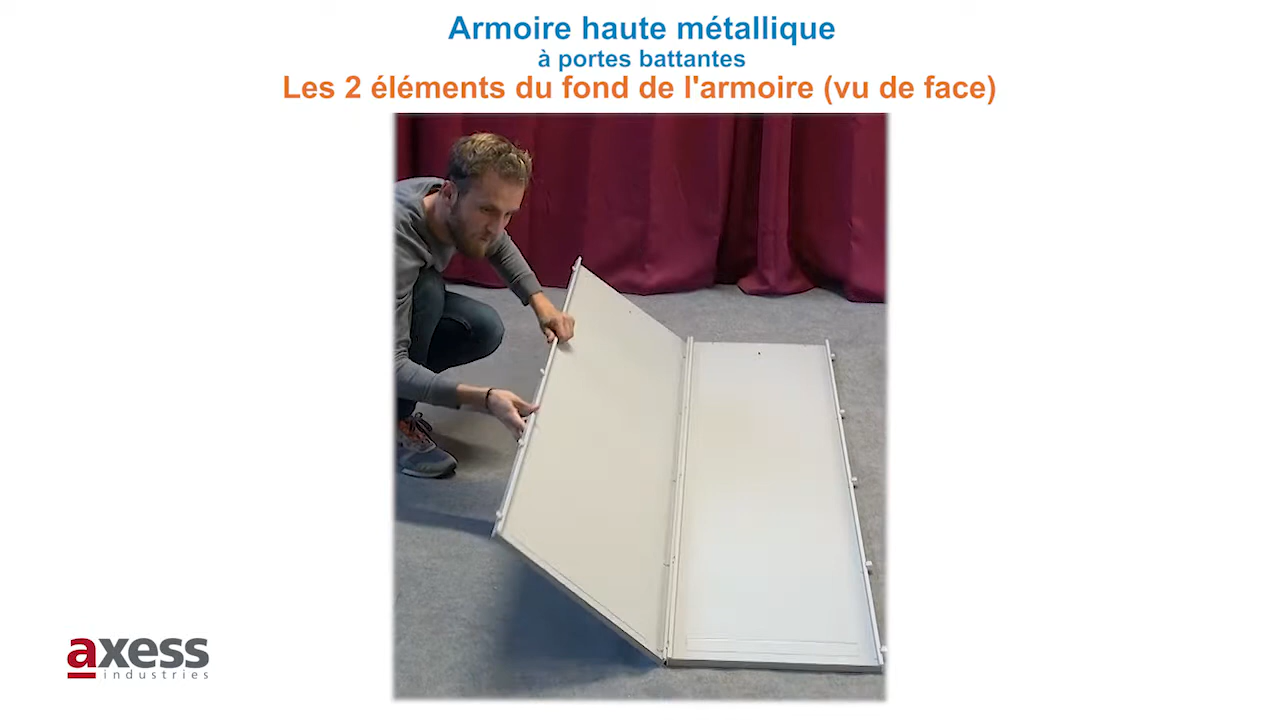 Armoire haute métallique
à portes battantes
Les 2 éléments du fond de l'armoire (vu de face)
axess
industries